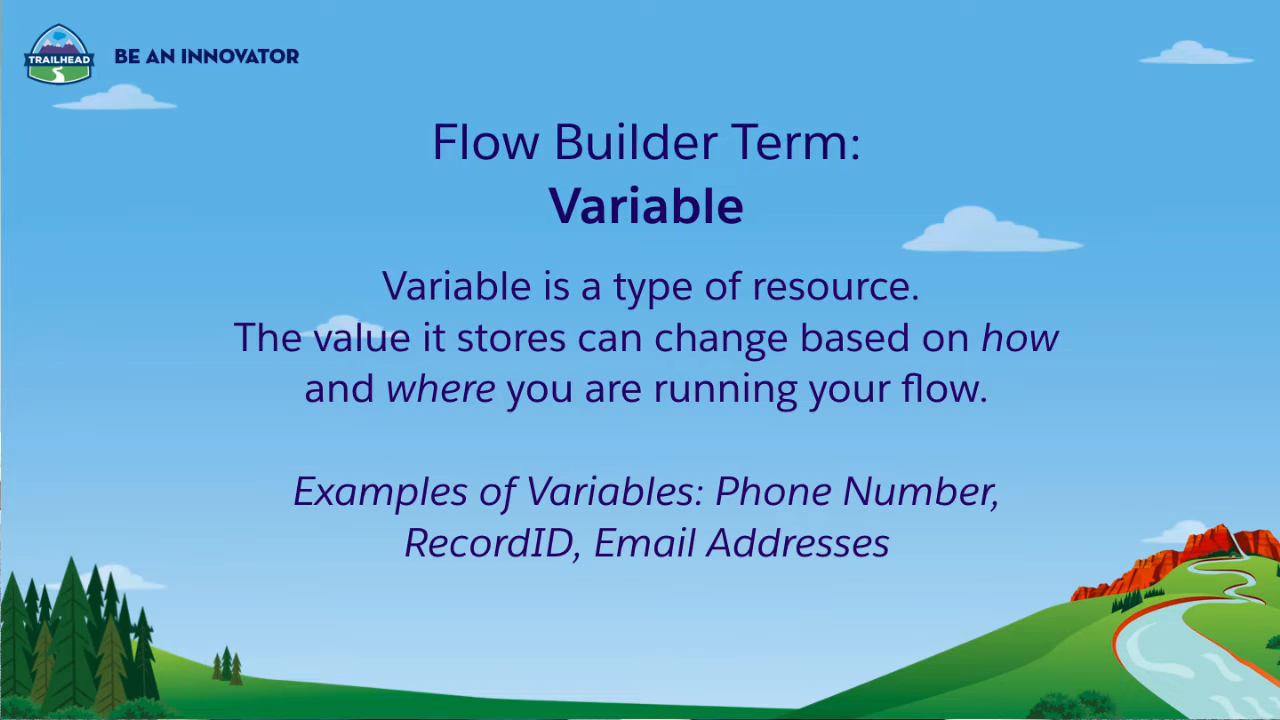 TRAILHEAD
BE AN INNOVATOR
Flow Builder Term:
Variable
Variable is a type of resource.
The value it stores can change based on how
and where you are running your flow.
Examples of Variables: Phone Number,
RecordID, Email Addresses